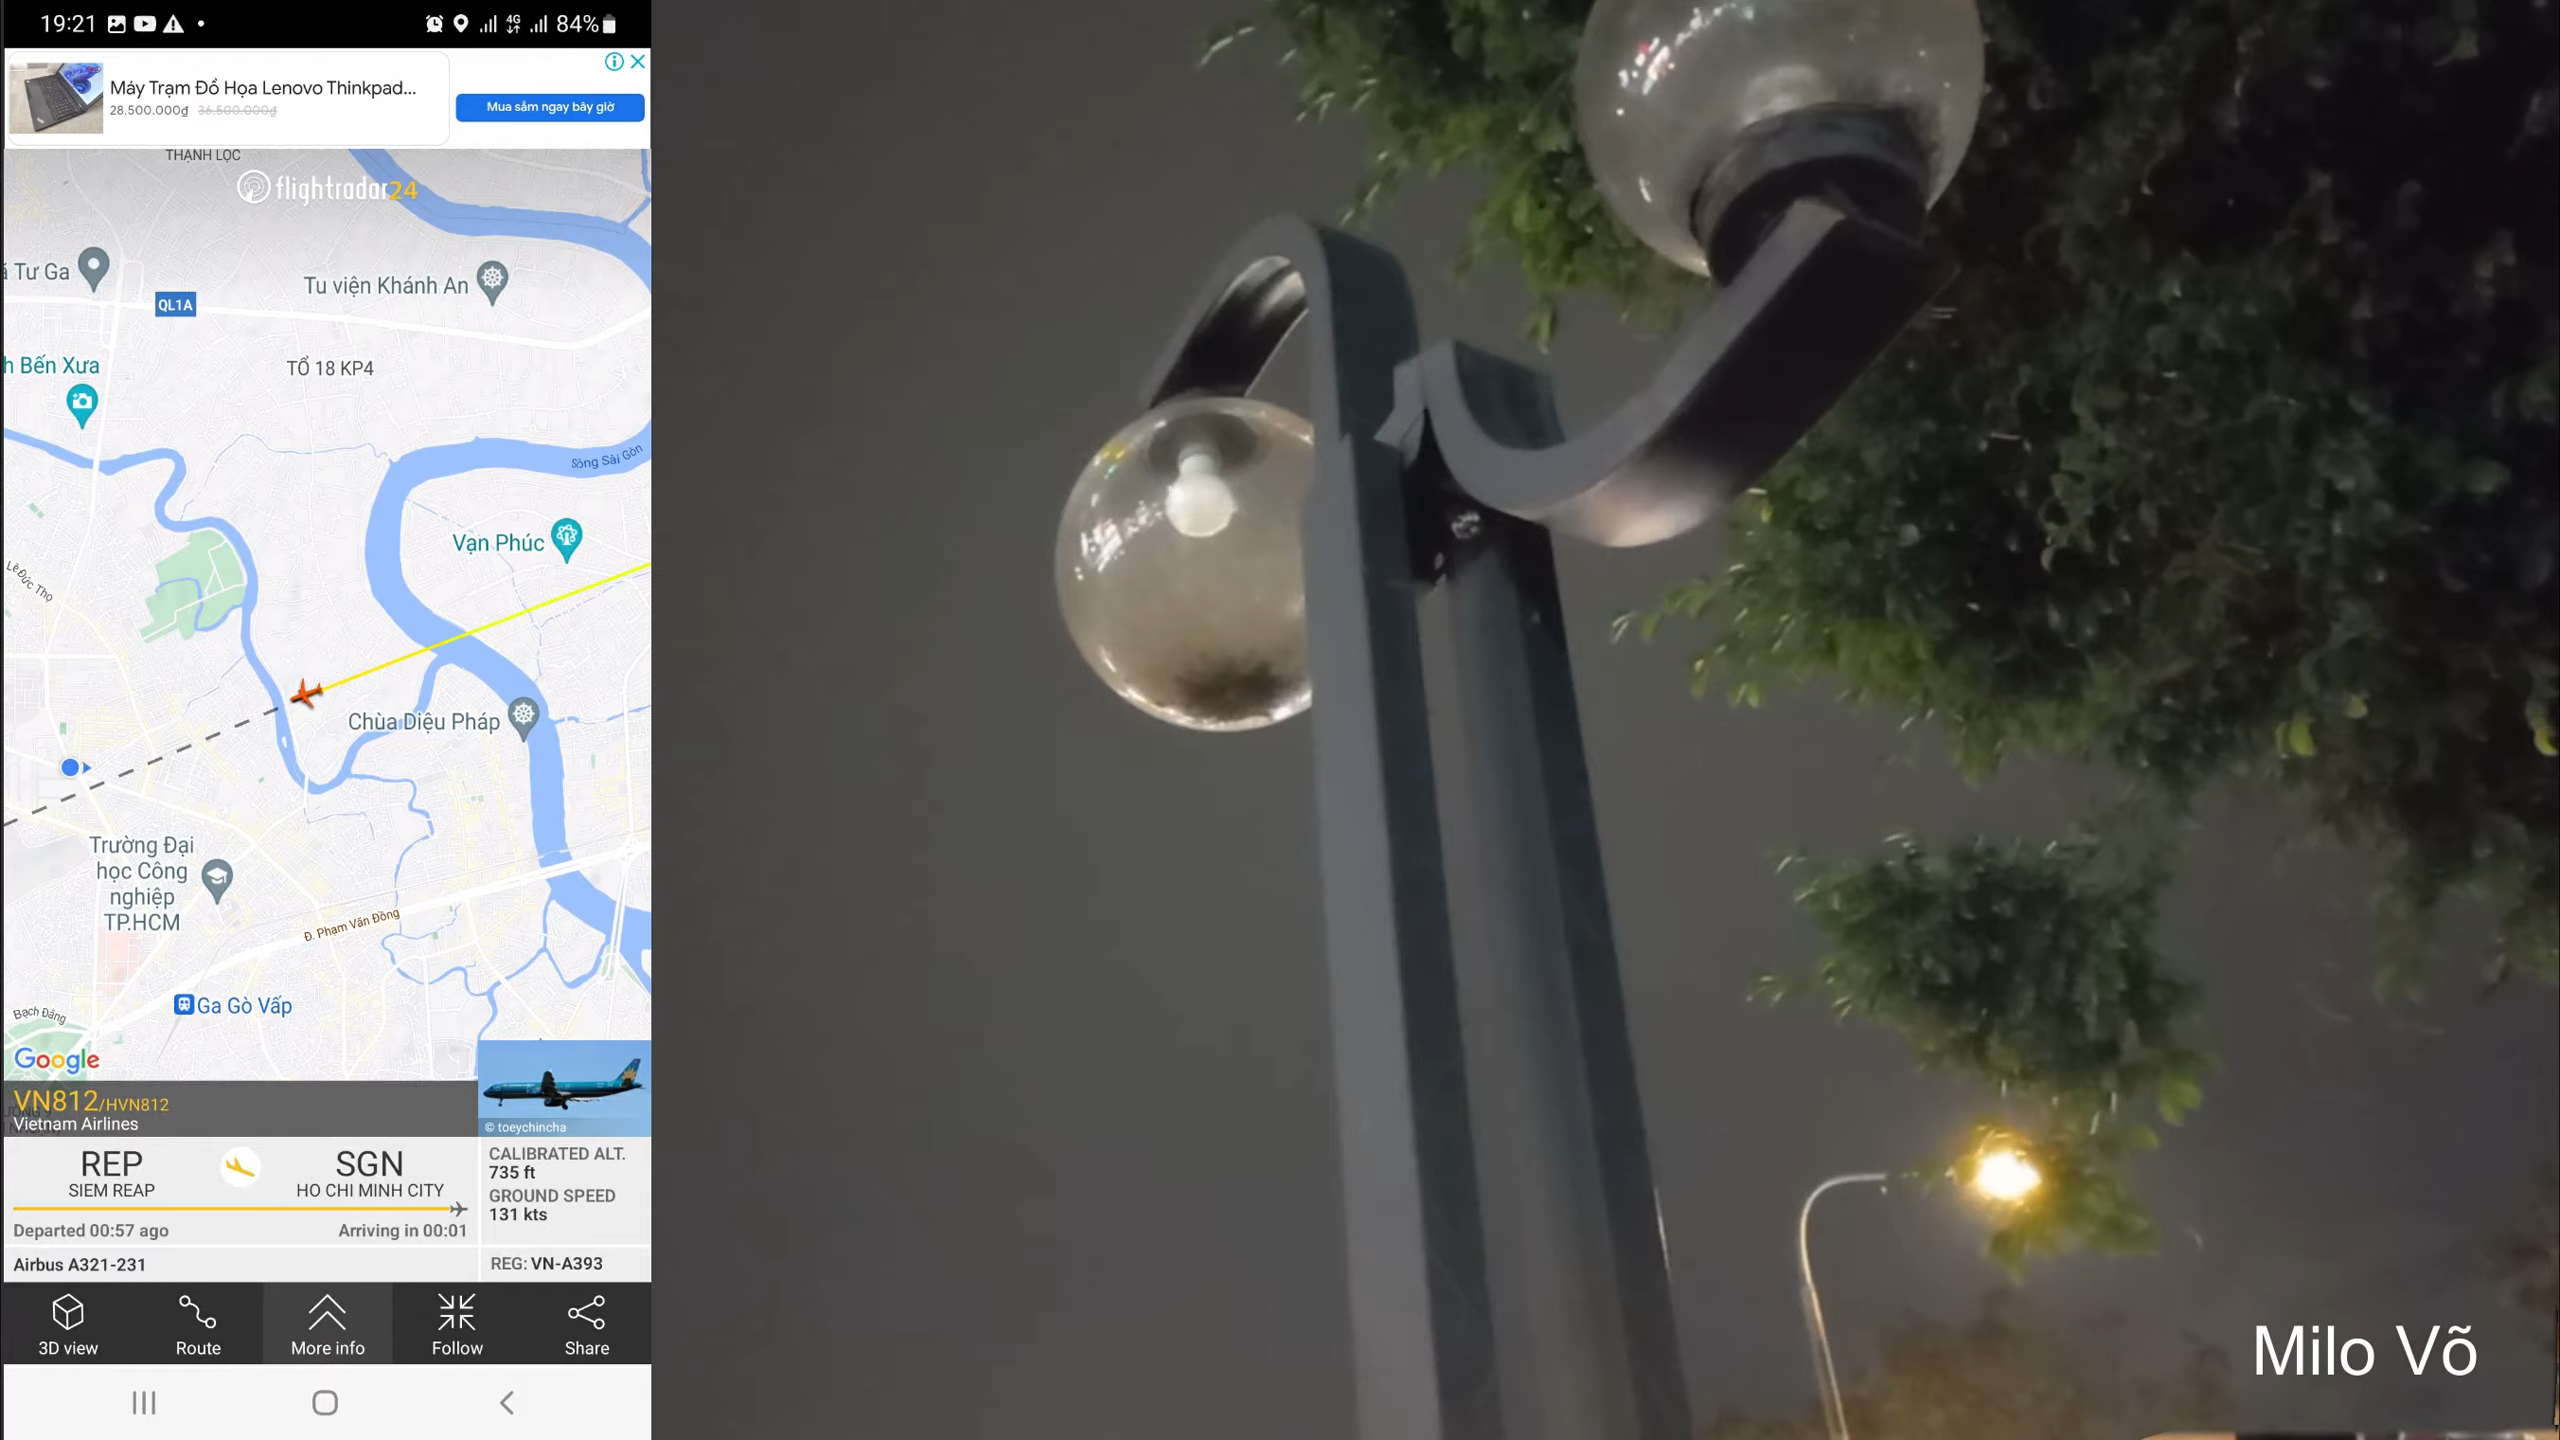 19:21
4G
84%
Máy Trạm Đồ Họa Lenovo Thinkpad...
28.500.000₫ 36.500.000₫
Mua sắm ngay bây giờ
THẠNH LỘC
flightradar24
Tư Ga
Tu viện Khánh An
QL1A
h Bến Xưa
TỔ 18 KP4
Sông Sài Gòn
Vạn Phúc
Lê Đức Thọ
Chùa Diệu Pháp
Trường Đại
học Công
nghiệp
TP.HCM
Đ. Phạm Văn Đồng
Ga Gò Vấp
Bạch Đằng
Google
VN812/HVN812
Vietnam Airlines
© toeychincha
REP
SIEM REAP
SGN
HO CHI MINH CITY
Departed 00:57 ago
Arriving in 00:01
CALIBRATED ALT.
735 ft
GROUND SPEED
131 kts
Airbus A321-231
REG: VN-A393
3D view
Route
More info
Follow
Share
Milo Võ